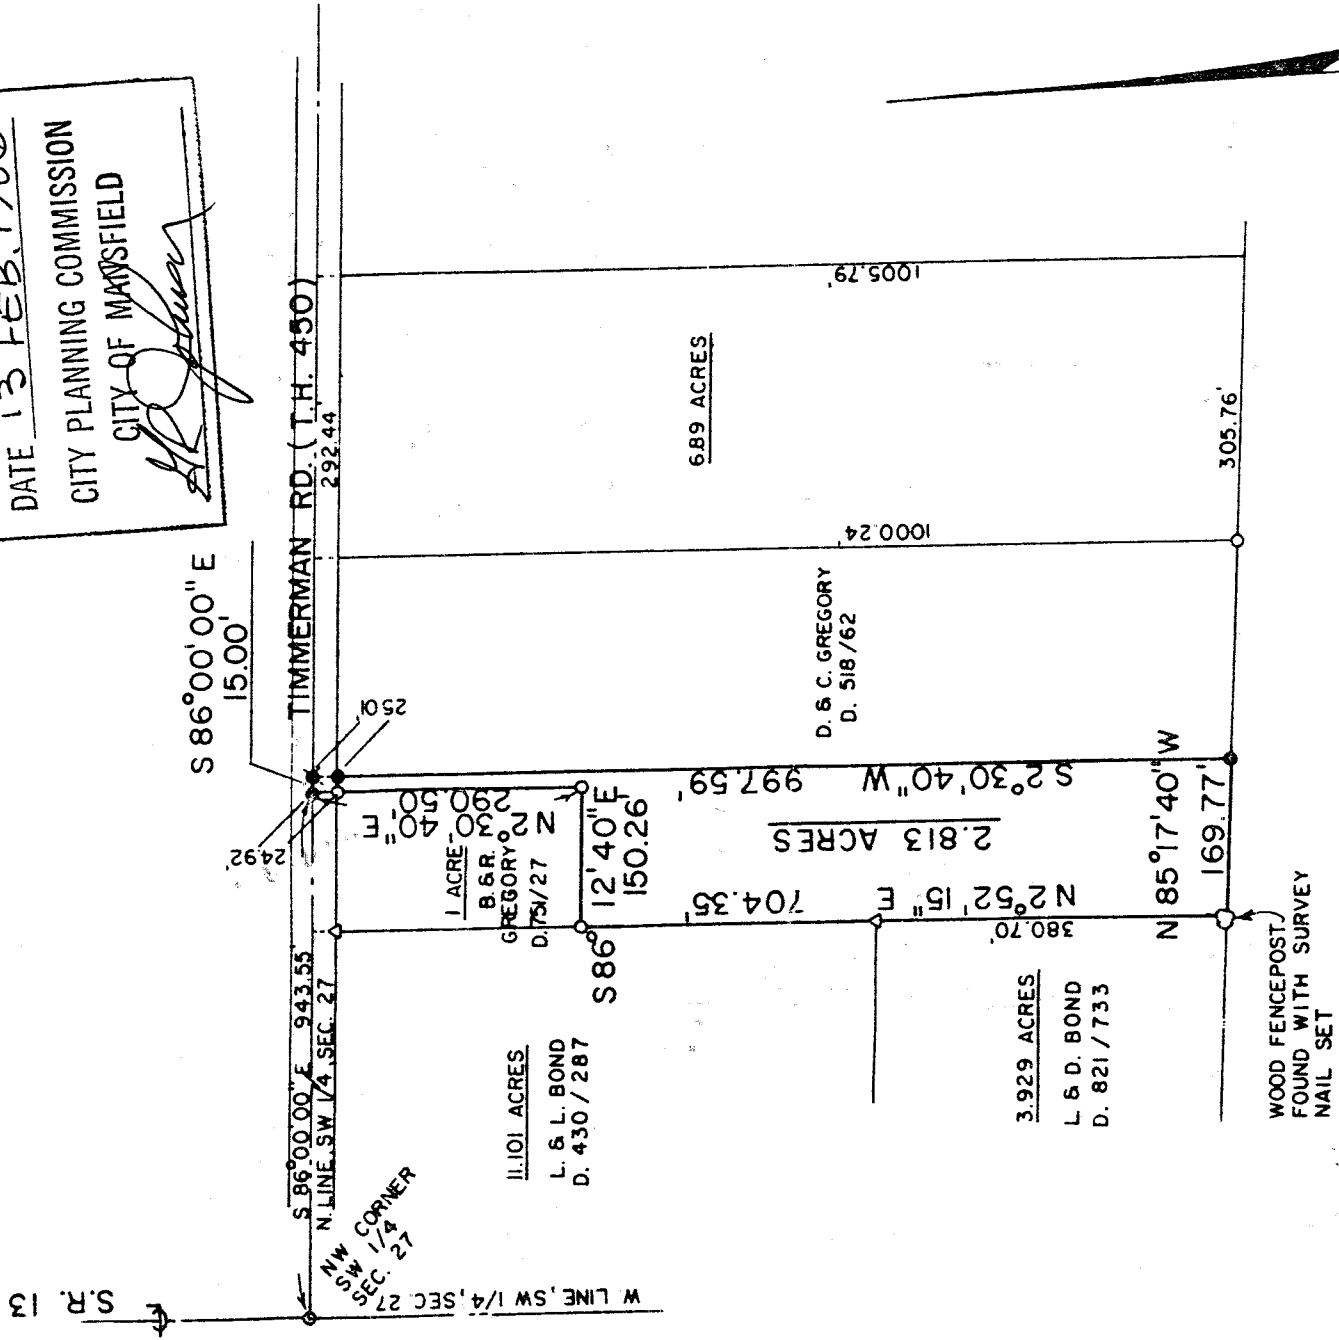 DATE 13 FEB.
CITY PLANNING COMMISSION
CITY OF MANSFIELD
S 86°00'00" E
15.00'
TIMMERMAN RD. (T.H. 450)
292.44'
25.01'
24.92'
S 86°00'00" E 943.55'
N. LINE, SW 1/4, SEC. 27
NW CORNER
SW 1/4
SEC. 27
S.R. 13
W LINE, SW 1/4, SEC 27
1 ACRE
B. & R.
GREGORY
D. 751/27
N2°30'40"E
290.50'
S 86° 12'40" E
150.26
11.101 ACRES
L. & L. BOND
D. 430 / 287
3.929 ACRES
L & D. BOND
D. 821 / 733
N2°52'15" E 704.35'
380.70'
2.813 ACRES
S2°30'40"W 997.59'
N 85°17'40" W
169.77'
D. & C. GREGORY
D. 518/62
1000.24'
6.89 ACRES
1005.79'
305.76'
WOOD FENCEPOST
FOUND WITH SURVEY
NAIL SET